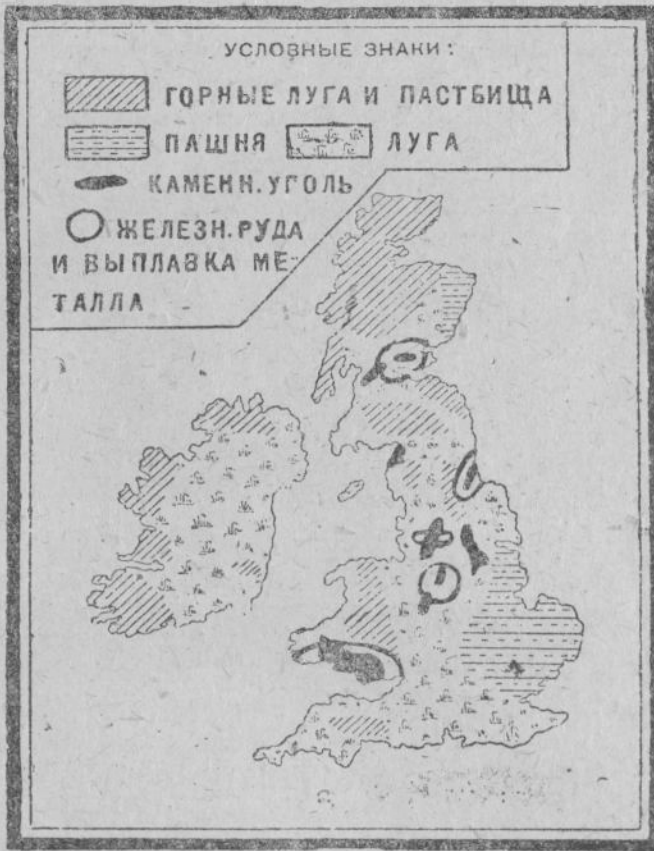 УСЛОВНЫЕ ЗНАКИ:
ГОРНЫЕ ЛУГА И ПАСТБИЩА
ПАШНЯ ЛУГА
КАМЕНН. УГОЛЬ
ЖЕЛЕЗН. РУДА
И ВЫПЛАВКА МЕ-
ТАЛЛА